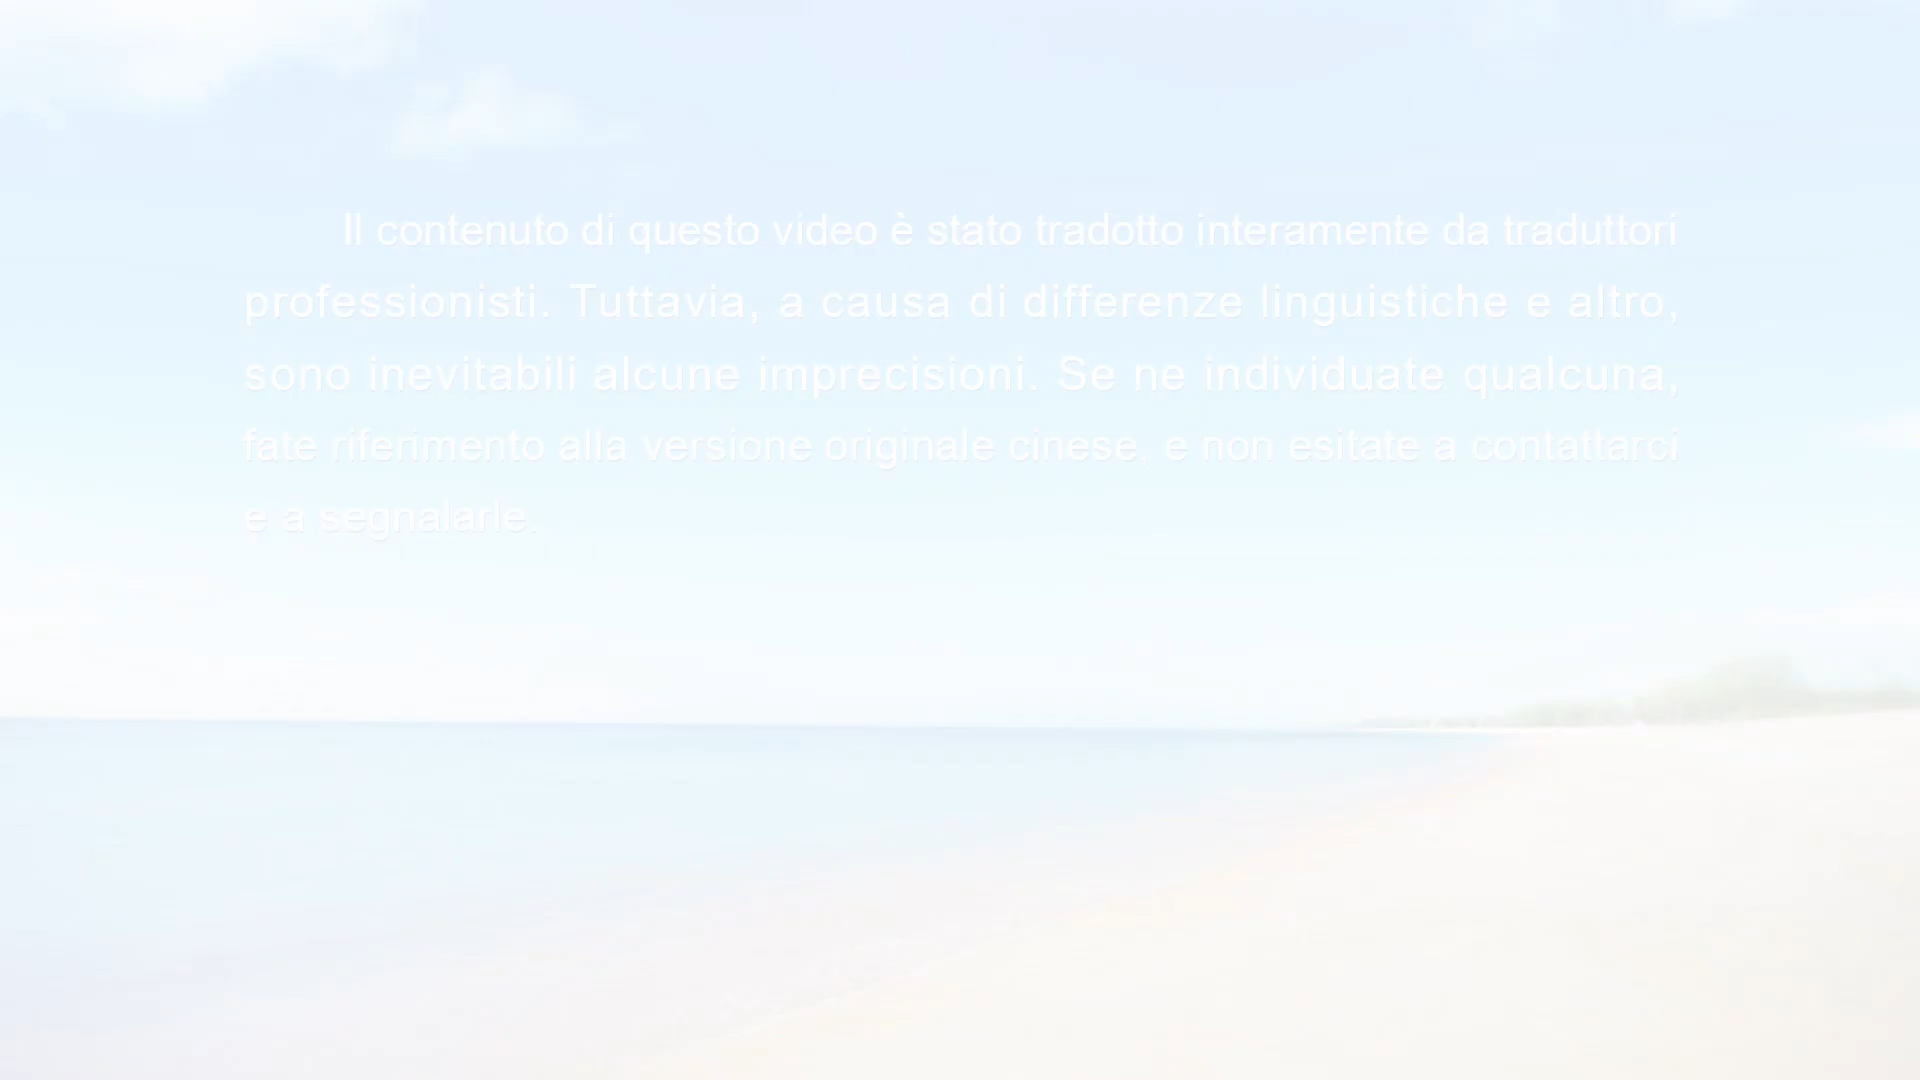 Il contenuto di questo video è stato tradotto interamente da traduttori
professionisti. Tuttavia, a causa di differenze linguistiche e altro,
sono inevitabili alcune imprecisioni. Se ne individuate qualcuna,
fate riferimento alla versione originale cinese, e non esitate a contattarci
e a segnalarle.